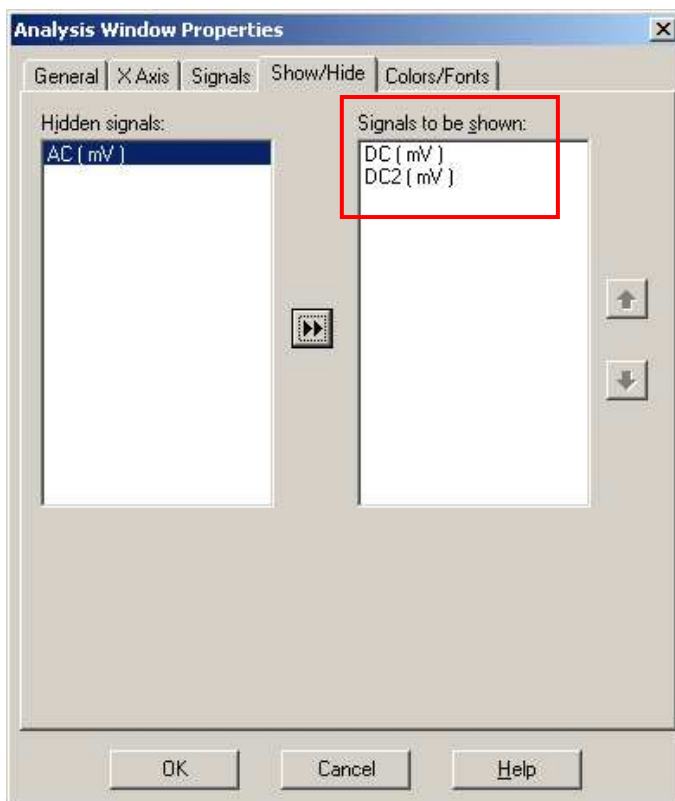 Analysis Window Properties
General X Axis Signals Show/Hide Colors/Fonts
Hidden signals: Signals to be shown:
AC ( mV ) DC ( mV )
DC2 ( mV )
OK Cancel Help